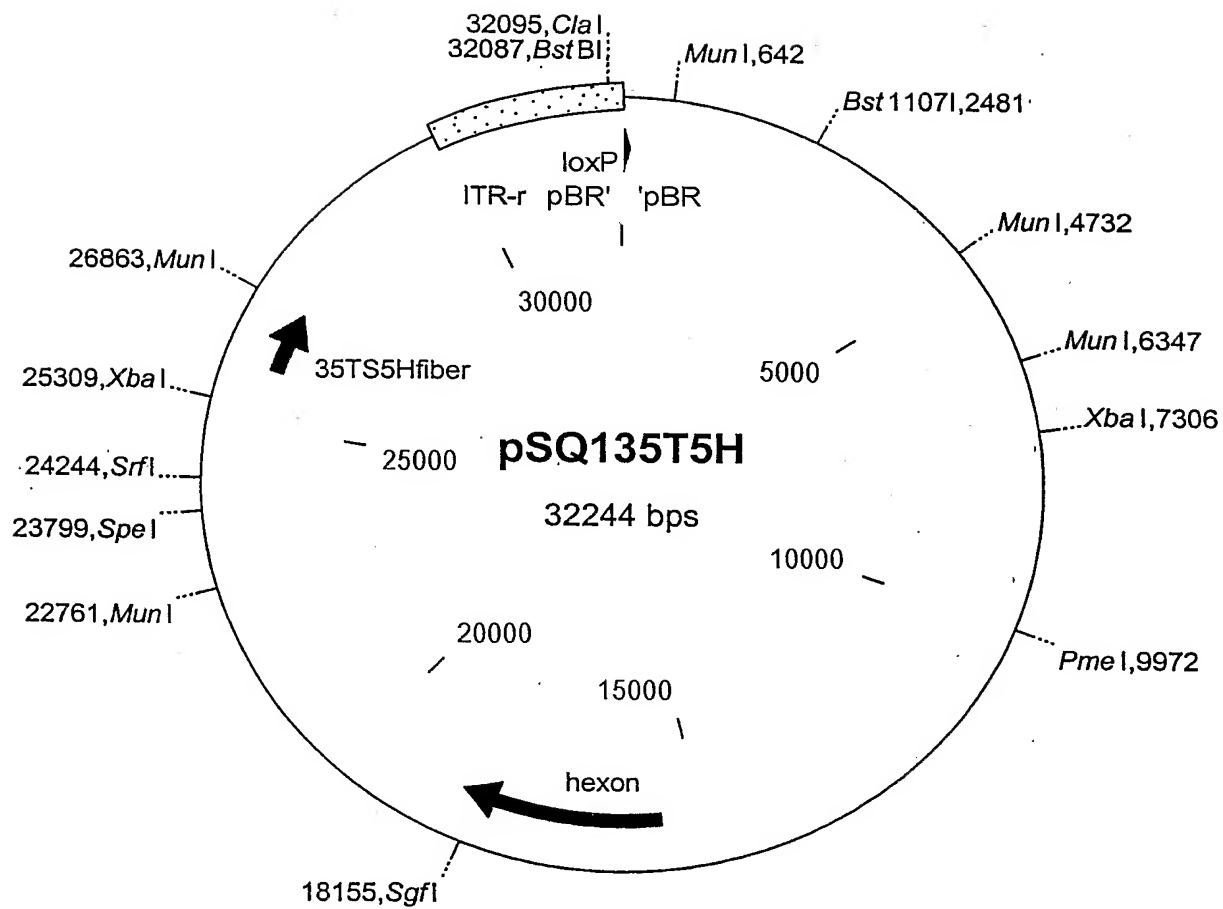 32095,ClaI
32087,BstBI
MunI,642
Bst1107I,2481
loxP
ITR-r pBR' 'pBR
MunI,4732
26863,MunI
30000
MunI,6347
5000
35TS5Hfiber
25309,XbaI
XbaI,7306
pSQ135T5H
25000
24244,SrfI
32244 bps
23799,SpeI
10000
22761,MunI
20000
PmeI,9972
15000
hexon
18155,SgfI